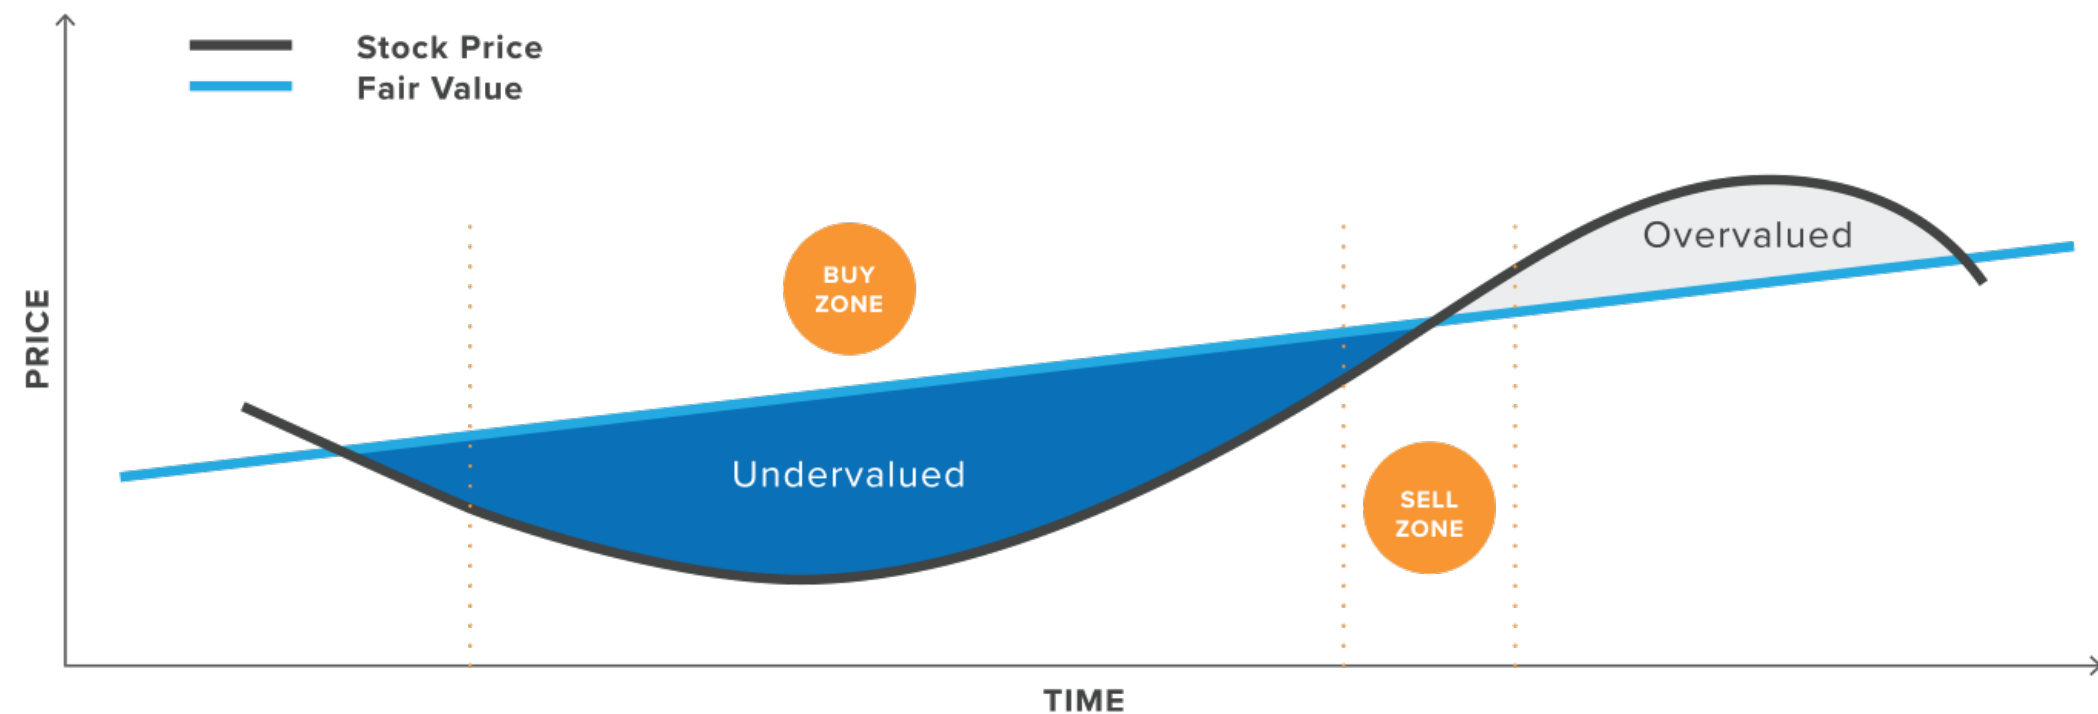 Stock Price
Fair Value
BUY
ZONE
Overvalued
PRICE
Undervalued
SELL
ZONE
TIME